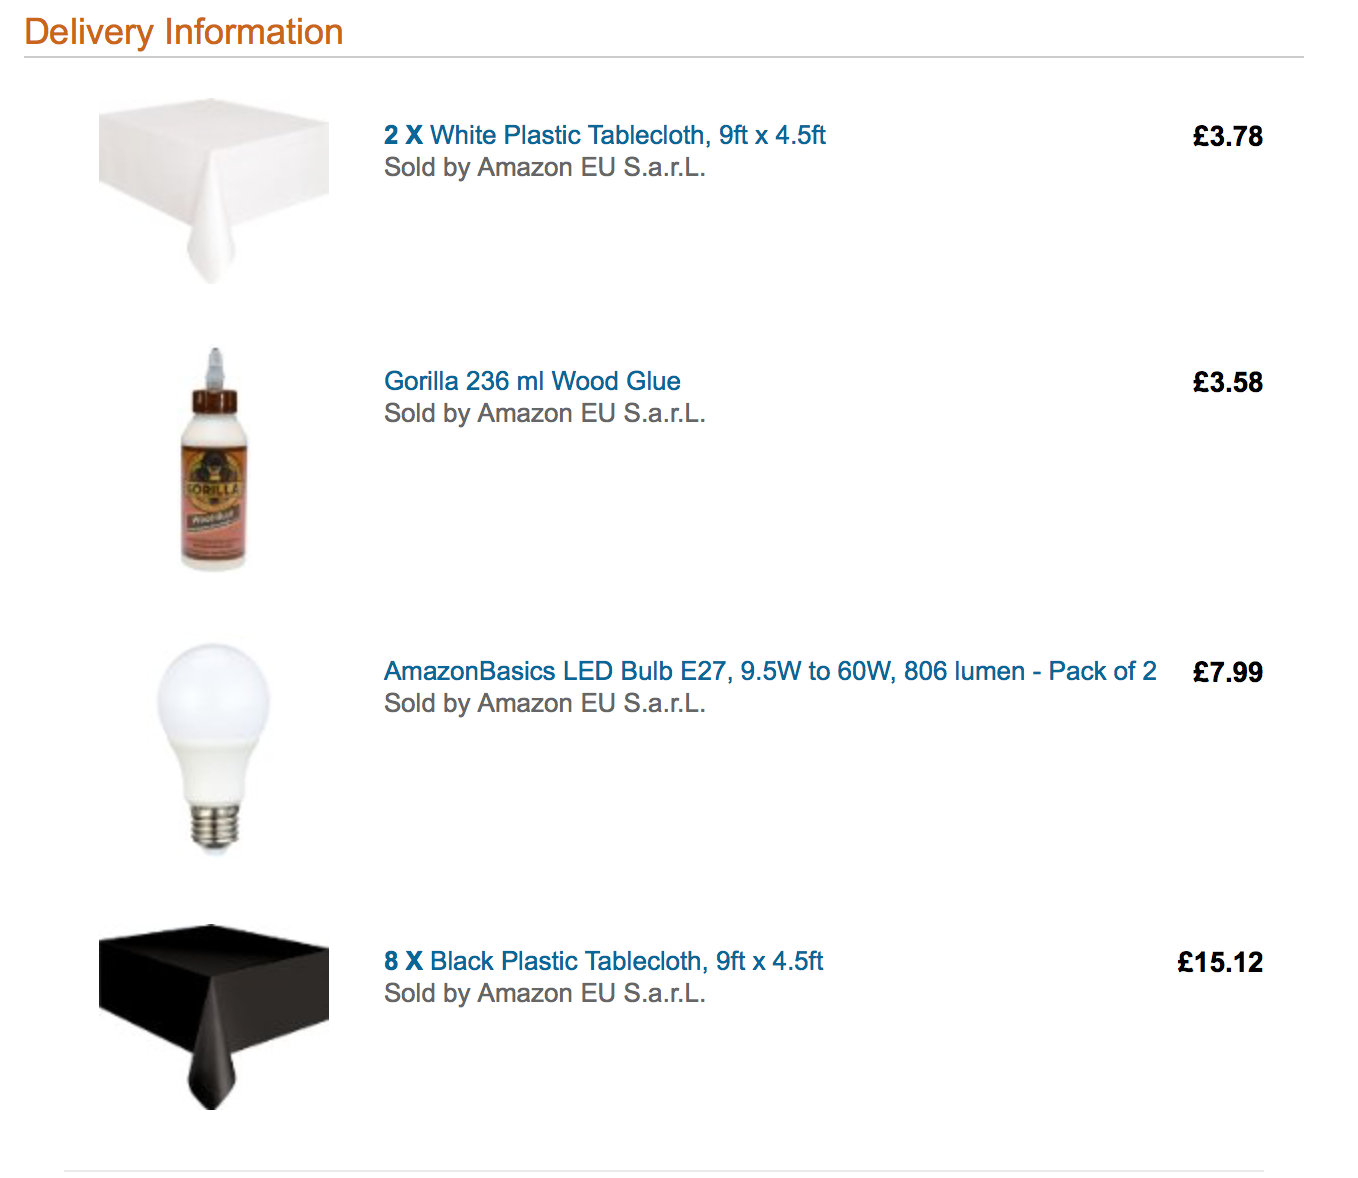 Delivery Information
2 X White Plastic Tablecloth, 9ft x 4.5ft £3.78
Sold by Amazon EU S.a.r.L.
Gorilla 236 ml Wood Glue £3.58
Sold by Amazon EU S.a.r.L.
GORILLA
Wood Glue
AmazonBasics LED Bulb E27, 9.5W to 60W, 806 lumen - Pack of 2 £7.99
Sold by Amazon EU S.a.r.L.
8 X Black Plastic Tablecloth, 9ft x 4.5ft £15.12
Sold by Amazon EU S.a.r.L.